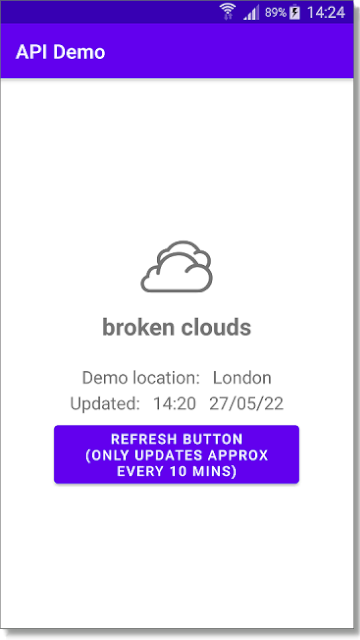 89% 14:24
API Demo
broken clouds
Demo location: London
Updated: 14:20 27/05/22
REFRESH BUTTON
(ONLY UPDATES APPROX
EVERY 10 MINS)